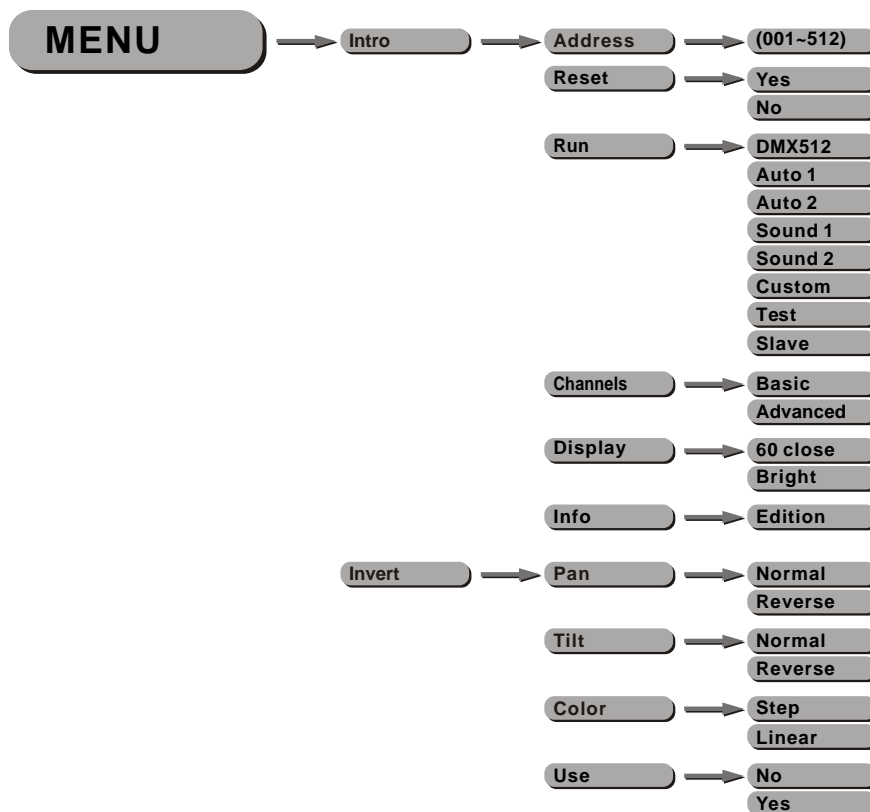 MENU Intro Address (001~512)
Reset Yes
No
Run DMX512
Auto 1
Auto 2
Sound 1
Sound 2
Custom
Test
Slave
Channels Basic
Advanced
Display 60 close
Bright
Info Edition
Invert Pan Normal
Reverse
Tilt Normal
Reverse
Color Step
Linear
Use No
Yes